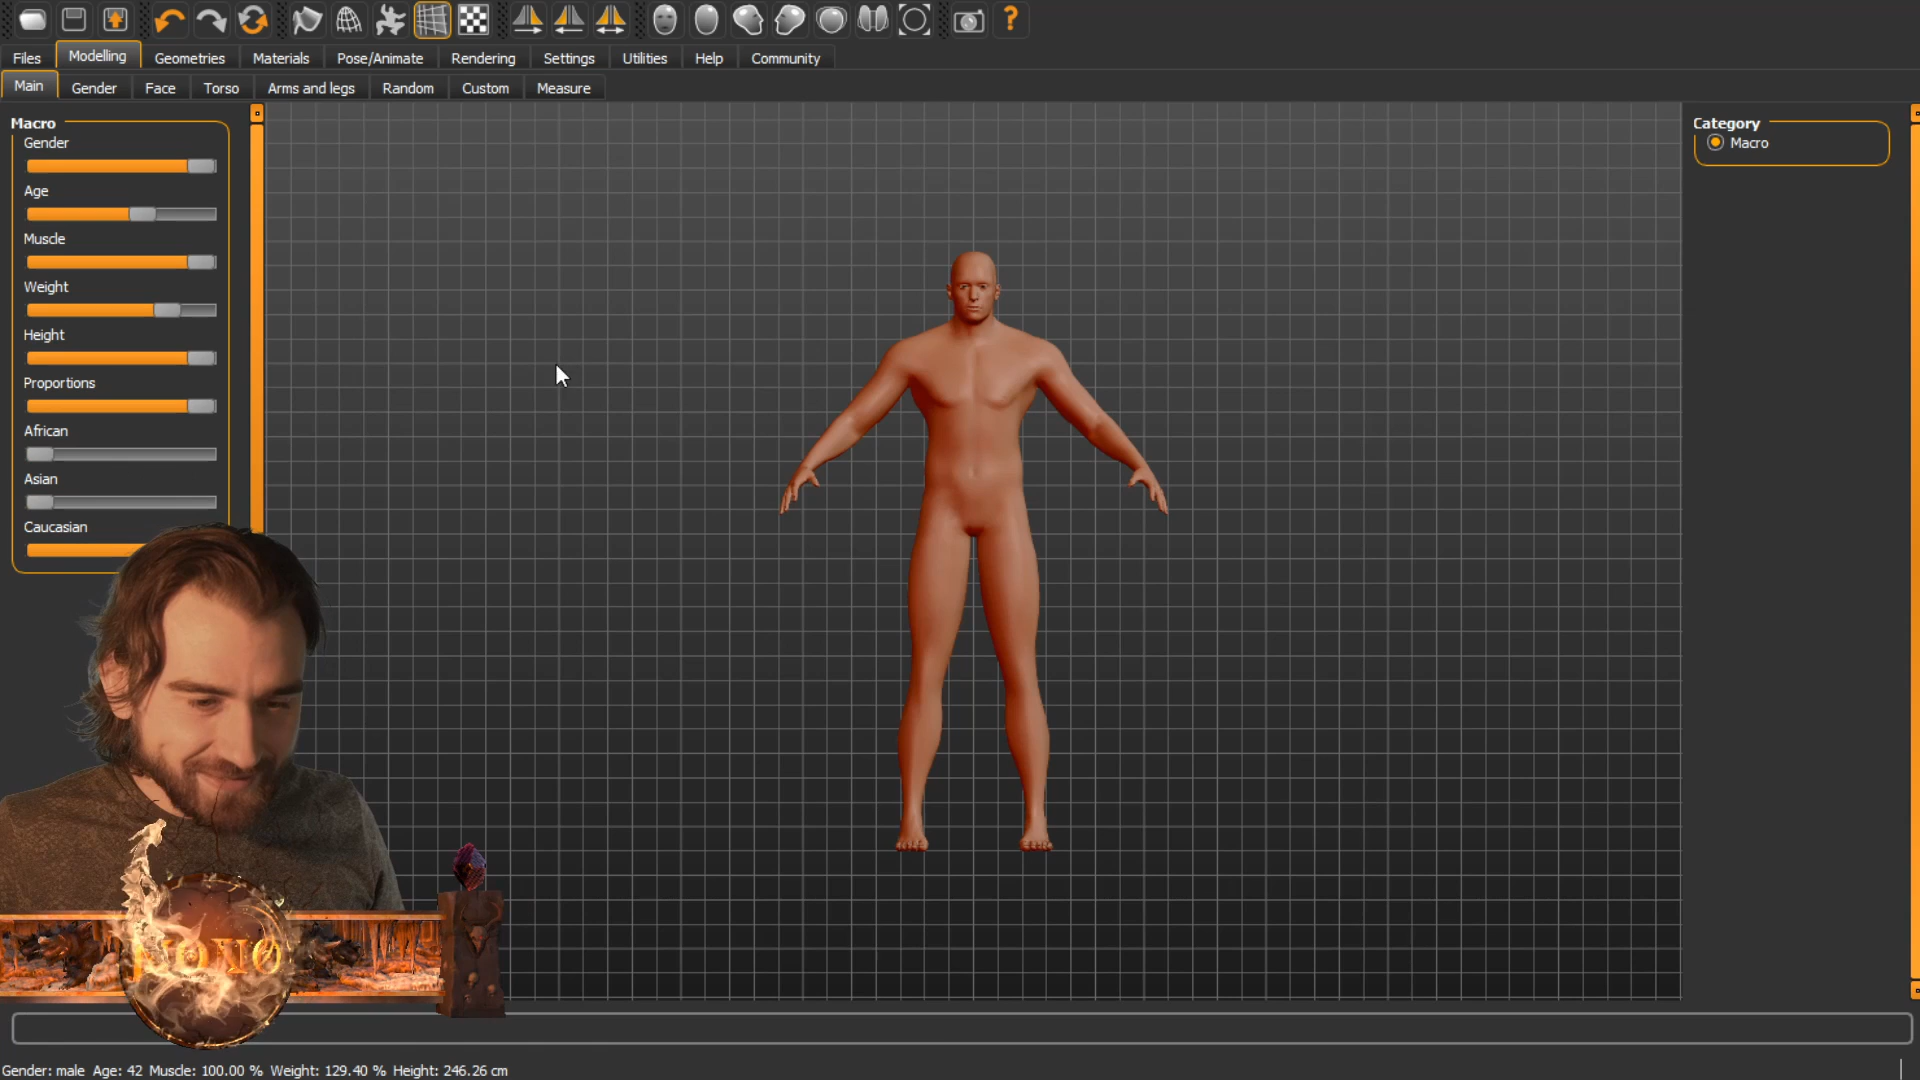 Files Modelling Geometries Materials Pose/Animate Rendering Settings Utilities Help Community
Main Gender Face Torso Arms and legs Random Custom Measure
Macro
Gender
Age
Muscle
Weight
Height
Proportions
African
Asian
Caucasian
Category
Macro
NONO
Gender: male Age: 42 Muscle: 100.00 % Weight: 129.40 % Height: 246.26 cm